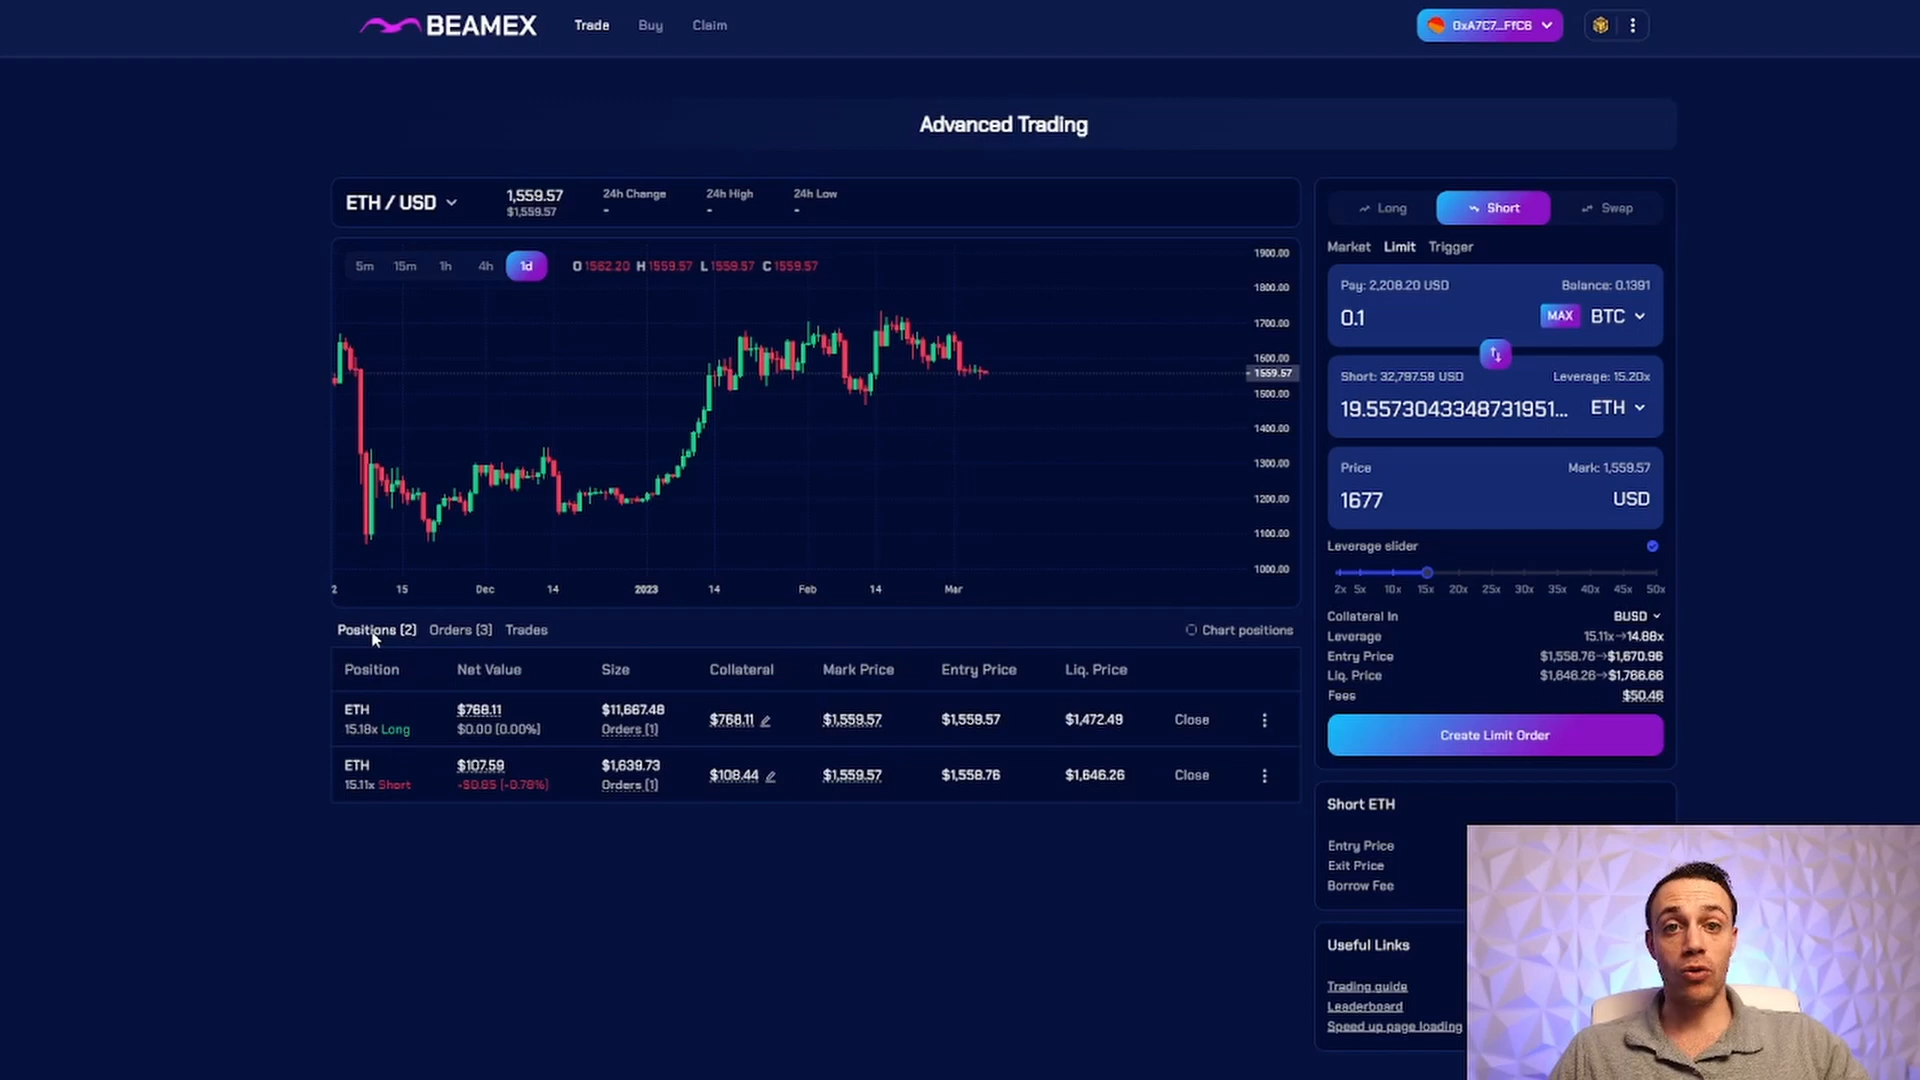 BEAMEX
Trade Buy Claim
0xA7C7...FfC6
Advanced Trading
ETH / USD
1,559.57
$1,559.57
24h Change
-
24h High
-
24h Low
-
5m 15m 1h 4h 1d
O 1562.20 H 1559.57 L 1559.57 C 1559.57
1900.00
1800.00
1700.00
1600.00
1559.57
1500.00
1400.00
1300.00
1200.00
1100.00
1000.00
2 15 Dec 14 2023 14 Feb 14 Mar
Positions (2) Orders (3) Trades
Chart positions
Position Net Value Size Collateral Mark Price Entry Price Liq. Price
ETH $768.11 $11,667.48 $768.11 $1,559.57 $1,559.57 $1,472.49 Close
15.18x Long $0.00 (0.00%) Orders (1)
ETH $107.59 $1,639.73 $108.44 $1,559.57 $1,558.76 $1,646.26 Close
15.11x Short -$0.85 (-0.78%) Orders (1)
Long Short Swap
Market Limit Trigger
Pay: 2,208.20 USD Balance: 0.1391
0.1 MAX BTC
Short: 32,797.59 USD Leverage: 15.20x
19.5573043348731951... ETH
Price Mark: 1,559.57
1677 USD
Leverage slider
2x 5x 10x 15x 20x 25x 30x 35x 40x 45x 50x
Collateral In BUSD
Leverage 15.11x→14.88x
Entry Price $1,558.76→$1,670.96
Liq. Price $1,646.26→$1,766.66
Fees $50.46
Create Limit Order
Short ETH
Entry Price
Exit Price
Borrow Fee
Useful Links
Trading guide
Leaderboard
Speed up page loading